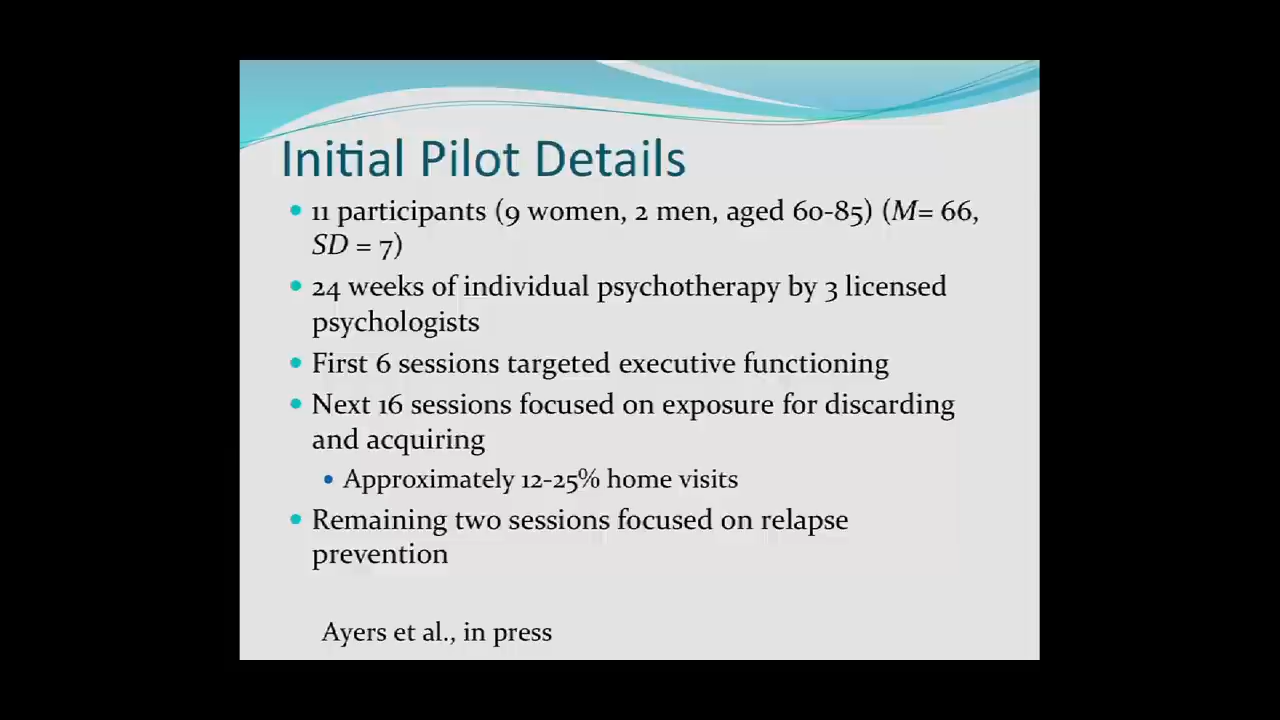 Initial Pilot Details
• 11 participants (9 women, 2 men, aged 60-85) (M= 66,
SD = 7)
• 24 weeks of individual psychotherapy by 3 licensed
psychologists
• First 6 sessions targeted executive functioning
• Next 16 sessions focused on exposure for discarding
and acquiring
• Approximately 12-25% home visits
• Remaining two sessions focused on relapse
prevention
Ayers et al., in press